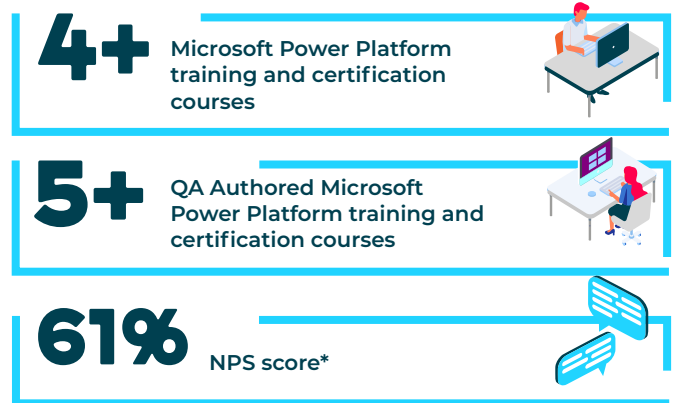 4+
Microsoft Power Platform
training and certification
courses
5+
QA Authored Microsoft
Power Platform training and
certification courses
61%
NPS score*